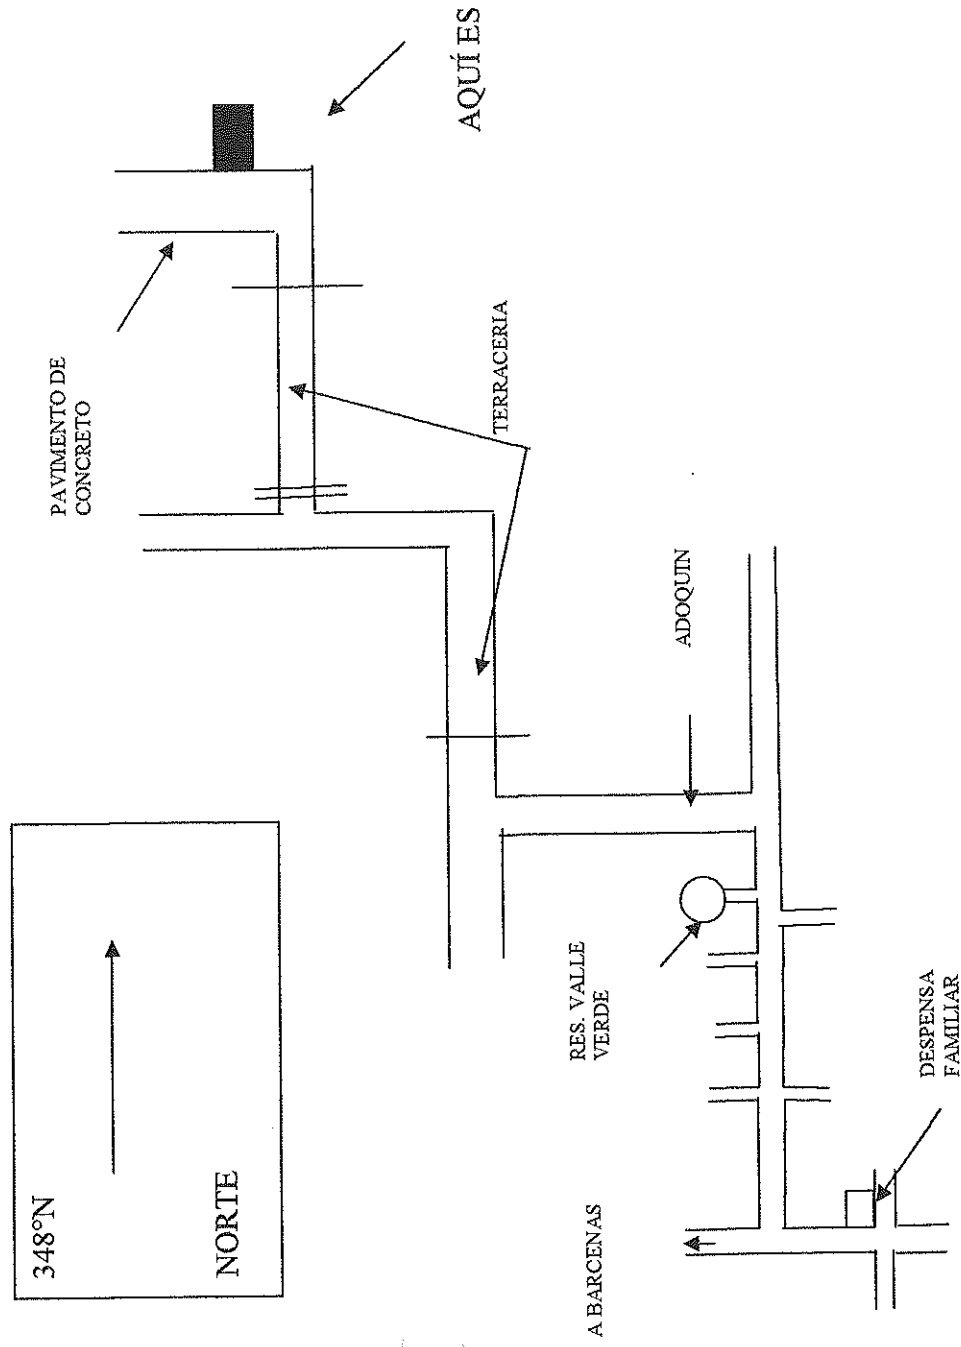 348°N
NORTE
PAVIMENTO DE
CONCRETO
AQUÍ ES
TERRACERIA
ADOQUIN
RES. VALLE
VERDE
A BARCENAS
DESPENSA
FAMILIAR